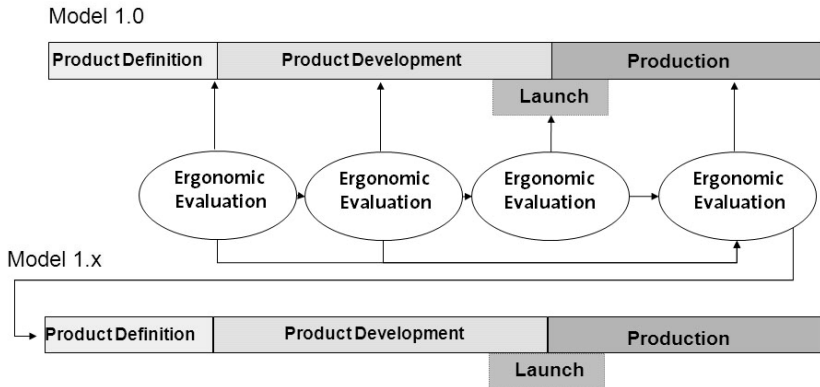 Model 1.0
Product Definition
Product Development
Production
Launch
Ergonomic
Evaluation
Ergonomic
Evaluation
Ergonomic
Evaluation
Ergonomic
Evaluation
Model 1.x
Product Definition
Product Development
Production
Launch